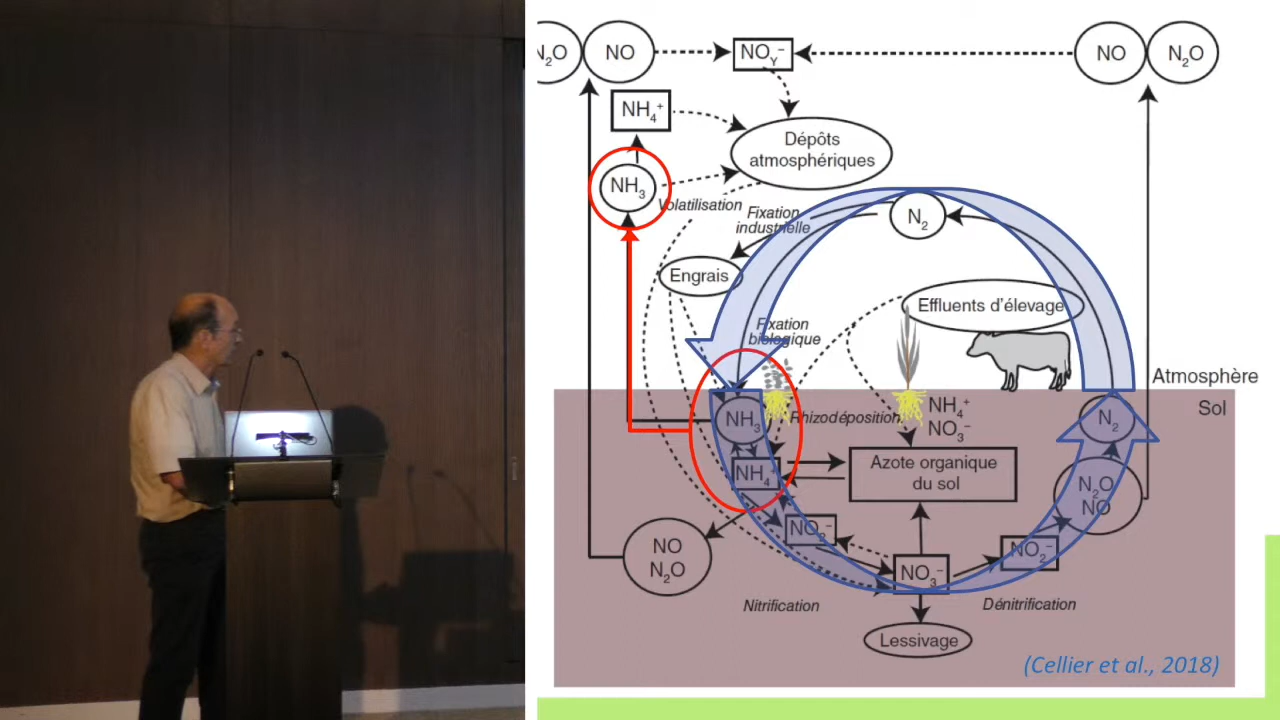 N₂O
NO
NOᵧ⁻
NO
N₂O
NH₄⁺
Dépôts
atmosphériques
NH₃
Volatilisation
Fixation
industrielle
N₂
Engrais
Effluents d'élevage
Fixation
biologique
Atmosphère
Sol
NH₃
Rhizodéposition
NH₄⁺
NO₃⁻
N₂
NH₄⁺
Azote organique
du sol
N₂O
NO
NO₂⁻
NO
N₂O
NO₃⁻
NO₂⁻
Nitrification
Dénitrification
Lessivage
(Cellier et al., 2018)